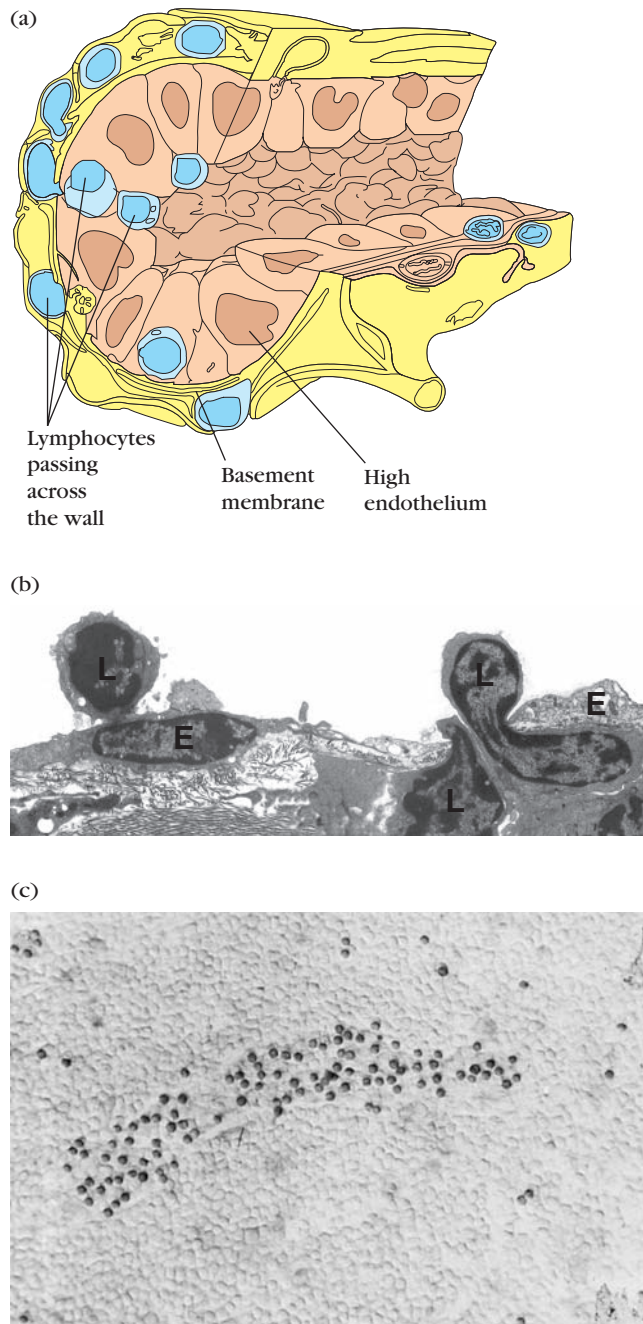 (a)
Lymphocytes
passing
across
the wall
Basement
membrane
High
endothelium
(b)
L
E
L
E
L
(c)